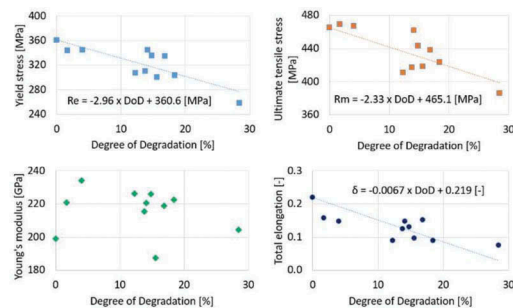 Yield stress [MPa]
360
320
280
240
Re = -2.96 x DoD + 360.6 [MPa]
0 10 20 30
Degree of Degradation [%]
Ultimate tensile stress [MPa]
480
440
400
360
Rm = -2.33 x DoD + 465.1 [MPa]
0 10 20 30
Degree of Degradation [%]
Young's modulus [GPa]
240
220
200
180
0 10 20 30
Degree of Degradation [%]
Total elongation [-]
0.3
0.2
0.1
0.0
δ = -0.0067 x DoD + 0.219 [-]
0 10 20 30
Degree of Degradation [%]